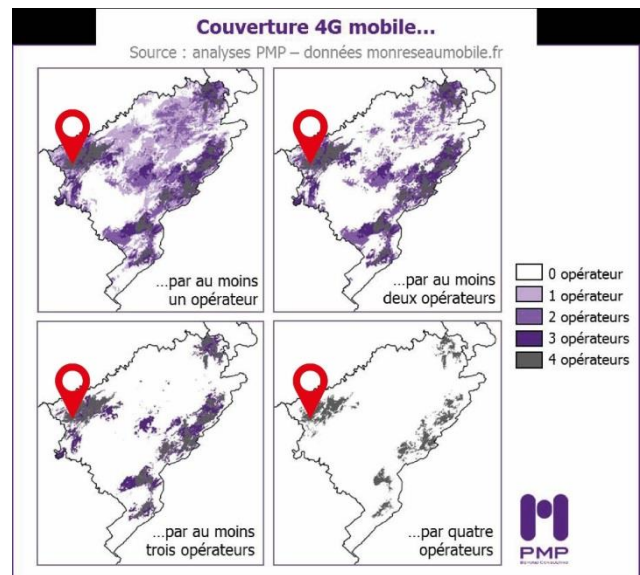 Couverture 4G mobile...
Source : analyses PMP – données monreseaumobile.fr
...par au moins
un opérateur
...par au moins
deux opérateurs
0 opérateur
1 opérateur
2 opérateurs
3 opérateurs
4 opérateurs
...par au moins
trois opérateurs
...par quatre
opérateurs
PMP